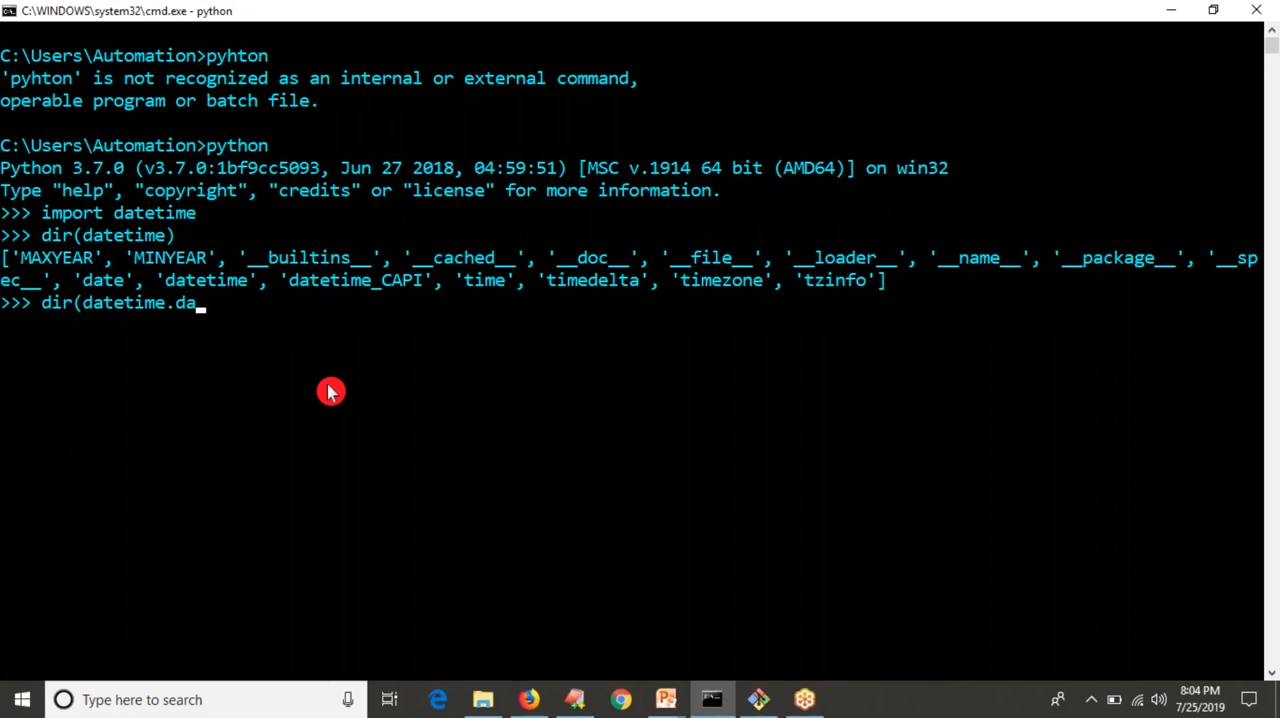 C:\WINDOWS\system32\cmd.exe - python
C:\Users\Automation>pyhton
'pyhton' is not recognized as an internal or external command,
operable program or batch file.
C:\Users\Automation>python
Python 3.7.0 (v3.7.0:1bf9cc5093, Jun 27 2018, 04:59:51) [MSC v.1914 64 bit (AMD64)] on win32
Type "help", "copyright", "credits" or "license" for more information.
>>> import datetime
>>> dir(datetime)
['MAXYEAR', 'MINYEAR', '__builtins__', '__cached__', '__doc__', '__file__', '__loader__', '__name__', '__package__', '__sp
ec__', 'date', 'datetime', 'datetime_CAPI', 'time', 'timedelta', 'timezone', 'tzinfo']
>>> dir(datetime.da_
Type here to search
8:04 PM
7/25/2019